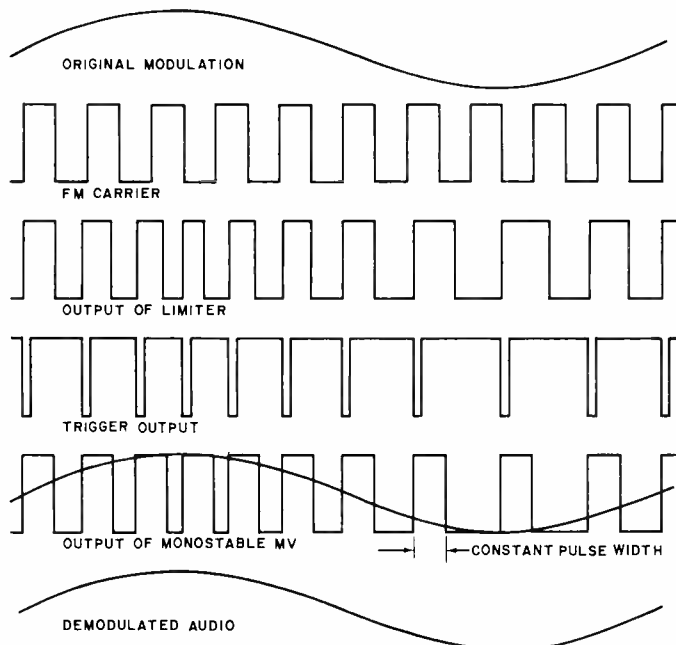 ORIGINAL MODULATION
FM CARRIER
OUTPUT OF LIMITER
TRIGGER OUTPUT
OUTPUT OF MONOSTABLE MV
CONSTANT PULSE WIDTH
DEMODULATED AUDIO